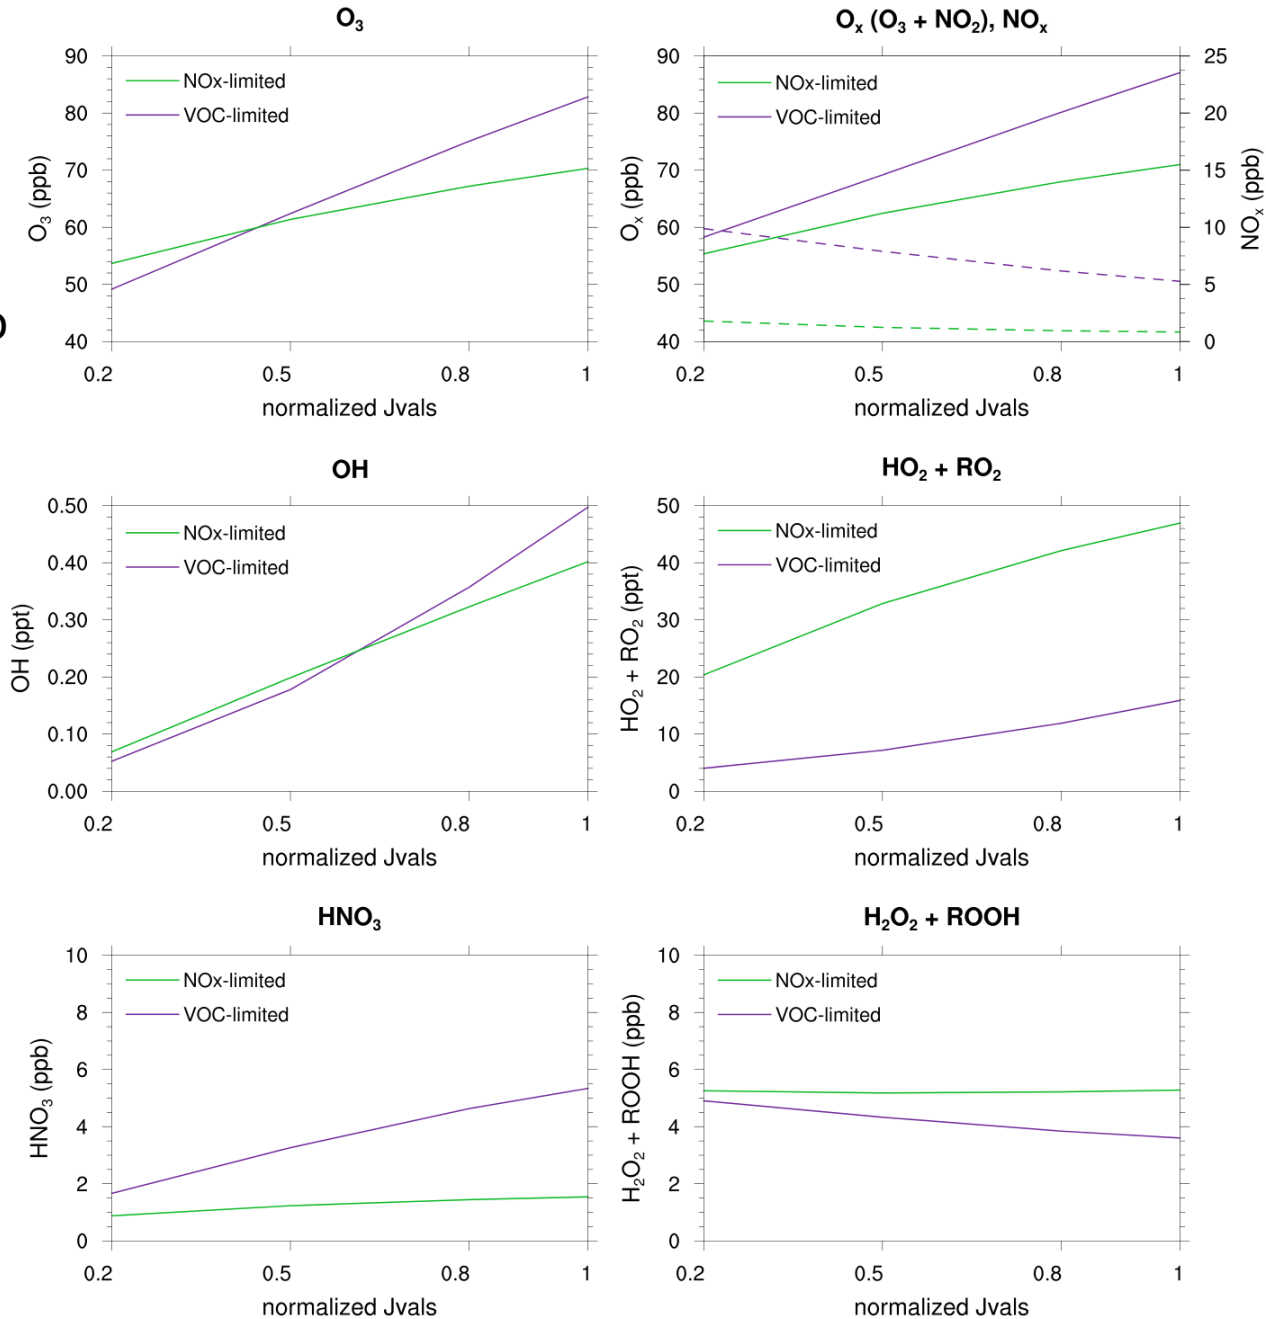 O₃
90
80
70
60
50
40
O₃ (ppb)
NOx-limited
VOC-limited
0.2 0.5 0.8 1
normalized Jvals
Oₓ (O₃ + NO₂), NOₓ
90
80
70
60
50
40
Oₓ (ppb)
NOx-limited
VOC-limited
25
20
15
10
5
0
NOₓ (ppb)
0.2 0.5 0.8 1
normalized Jvals
OH
0.50
0.40
0.30
0.20
0.10
0.00
OH (ppt)
NOx-limited
VOC-limited
0.2 0.5 0.8 1
normalized Jvals
HO₂ + RO₂
50
40
30
20
10
0
HO₂ + RO₂ (ppt)
NOx-limited
VOC-limited
0.2 0.5 0.8 1
normalized Jvals
HNO₃
10
8
6
4
2
0
HNO₃ (ppb)
NOx-limited
VOC-limited
0.2 0.5 0.8 1
normalized Jvals
H₂O₂ + ROOH
10
8
6
4
2
0
H₂O₂ + ROOH (ppb)
NOx-limited
VOC-limited
0.2 0.5 0.8 1
normalized Jvals